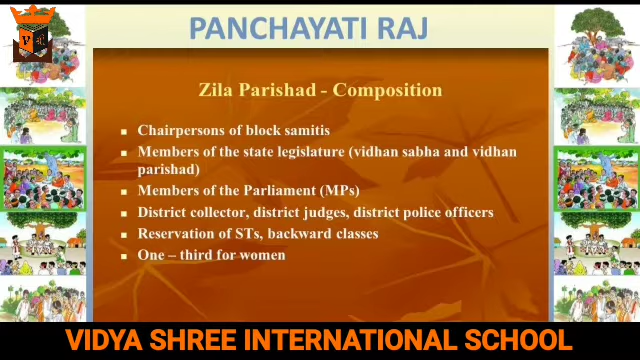 PANCHAYATI RAJ
Zila Parishad - Composition
Chairpersons of block samitis
Members of the state legislature (vidhan sabha and vidhan
parishad)
Members of the Parliament (MPs)
District collector, district judges, district police officers
Reservation of STs, backward classes
One – third for women
VIDYA SHREE INTERNATIONAL SCHOOL